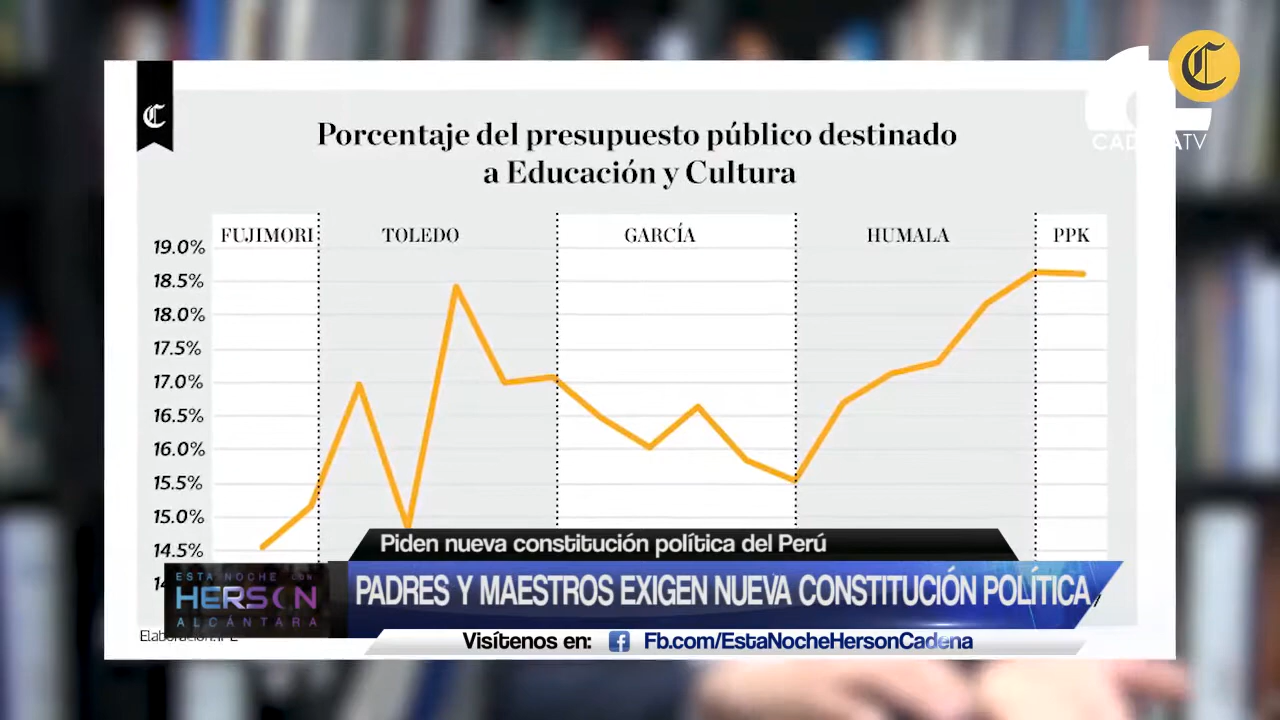 Porcentaje del presupuesto público destinado
a Educación y Cultura
CADENATV
FUJIMORI
TOLEDO
GARCÍA
HUMALA
PPK
19.0%
18.5%
18.0%
17.5%
17.0%
16.5%
16.0%
15.5%
15.0%
14.5%
Piden nueva constitución política del Perú
PADRES Y MAESTROS EXIGEN NUEVA CONSTITUCIÓN POLÍTICA
ESTA NOCHE CON
HERSON
ALCÁNTARA
Visítenos en: Fb.com/EstaNocheHersonCadena